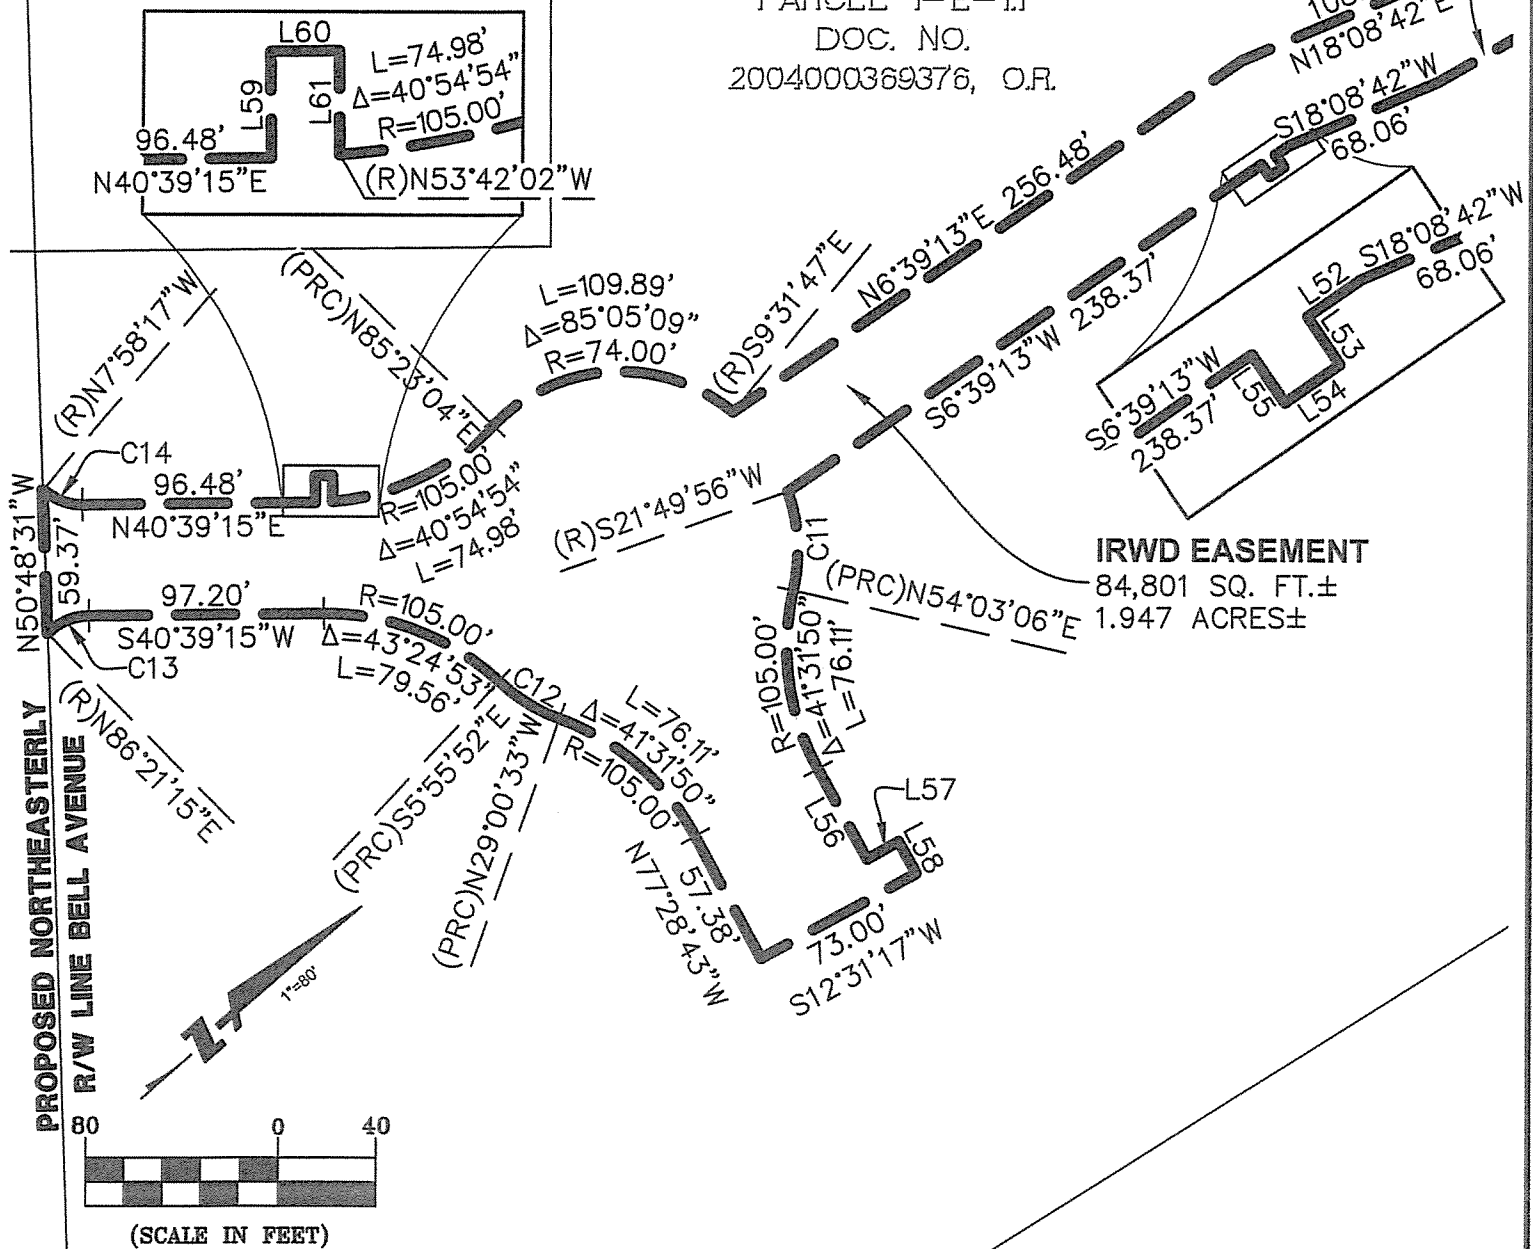 DOC. NO.
2004000369376, O.R.
L60
L59
L61
L=74.98'
Δ=40°54'54"
R=105.00'
96.48'
N40°39'15"E
(R)N53°42'02"W
N18°08'42"E
S18°08'42"W
68.06'
N6°39'13"E 256.48'
S6°39'13"W 238.37'
L52
S18°08'42"W
68.06'
L53
L54
L55
S6°39'13"W
238.37'
(R)N7°58'17"W
(PRC)N85°23'04"E
L=109.89'
Δ=85°05'09"
R=74.00'
(R)S9°31'47"E
C14
96.48'
N40°39'15"E
R=105.00'
Δ=40°54'54"
L=74.98'
(R)S21°49'56"W
C11
(PRC)N54°03'06"E
IRWD EASEMENT
84,801 SQ. FT.±
1.947 ACRES±
N50°48'31"W
59.37'
97.20'
S40°39'15"W
C13
R=105.00'
Δ=43°24'53"
L=79.56'
(R)N86°21'15"E
C12
(PRC)S5°55'52"E
(PRC)N29°00'33"W
L=76.11'
Δ=41°31'50"
R=105.00'
R=105.00'
Δ=41°31'50"
L=76.11'
L56
L57
L58
57.38'
N77°28'43"W
73.00'
S12°31'17"W
PROPOSED NORTHEASTERLY
R/W LINE BELL AVENUE
N
1"=80'
80 0 40
(SCALE IN FEET)